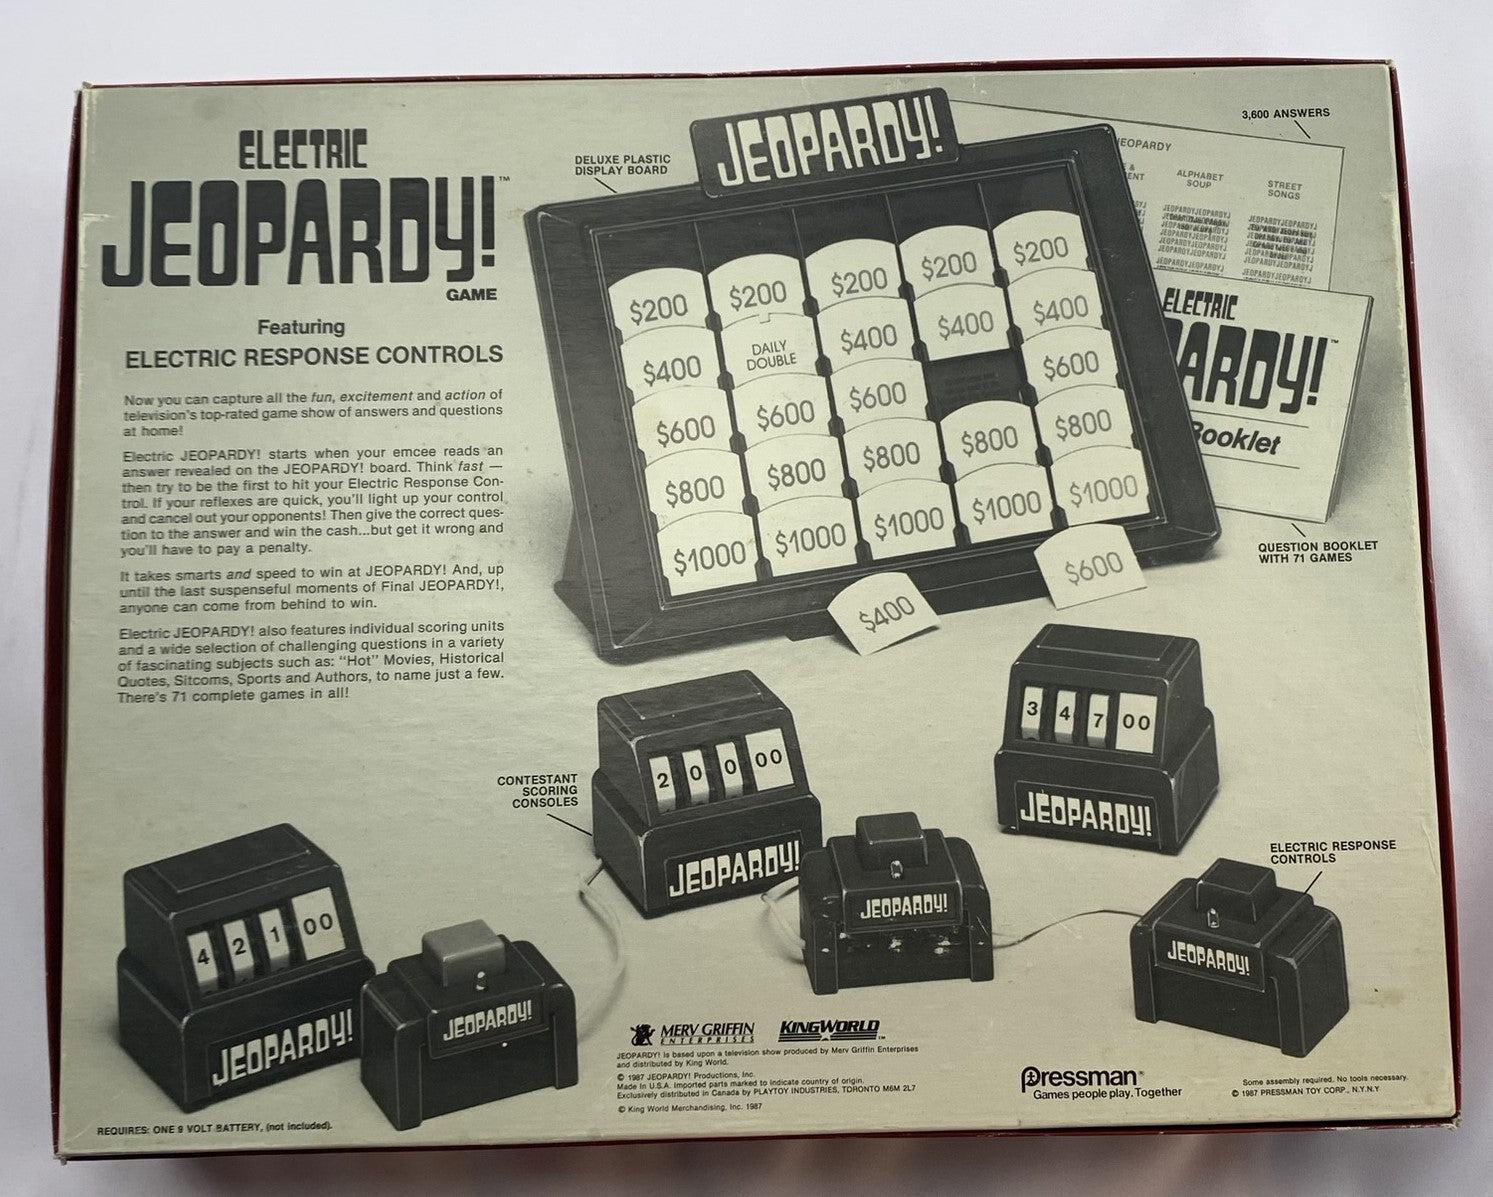 ELECTRIC
JEOPARDY!™
GAME
Featuring
ELECTRIC RESPONSE CONTROLS
Now you can capture all the fun, excitement and action of
television's top-rated game show of answers and questions
at home!
Electric JEOPARDY! starts when your emcee reads an
answer revealed on the JEOPARDY! board. Think fast —
then try to be the first to hit your Electric Response Con-
trol. If your reflexes are quick, you'll light up your control
and cancel out your opponents! Then give the correct ques-
tion to the answer and win the cash...but get it wrong and
you'll have to pay a penalty.
It takes smarts and speed to win at JEOPARDY! And, up
until the last suspenseful moments of Final JEOPARDY!,
anyone can come from behind to win.
Electric JEOPARDY! also features individual scoring units
and a wide selection of challenging questions in a variety
of fascinating subjects such as: "Hot" Movies, Historical
Quotes, Sitcoms, Sports and Authors, to name just a few.
There's 71 complete games in all!
DELUXE PLASTIC
DISPLAY BOARD
JEOPARDY!
$200 $200 $200 $200 $200
$400 DAILY DOUBLE $400 $400 $400
$600 $600 $600 $600
$800 $800 $800 $800 $800
$1000 $1000 $1000 $1000 $1000
$400
$600
3,600 ANSWERS
JEOPARDY
ALPHABET
SOUP
STREET
SONGS
ELECTRIC
ARDY!™
Booklet
QUESTION BOOKLET
WITH 71 GAMES
CONTESTANT
SCORING
CONSOLES
2 0 0 00
JEOPARDY!
3 4 7 00
JEOPARDY!
4 2 1 00
JEOPARDY!
JEOPARDY!
JEOPARDY!
ELECTRIC RESPONSE
CONTROLS
JEOPARDY!
MERV GRIFFIN
ENTERPRISES
KINGWORLD™
JEOPARDY! is based upon a television show produced by Merv Griffin Enterprises
and distributed by King World.
© 1987 JEOPARDY! Productions, Inc.
Made in U.S.A. Imported parts marked to indicate country of origin.
Exclusively distributed in Canada by PLAYTOY INDUSTRIES, TORONTO M6M 2L7
© King World Merchandising, Inc. 1987
Pressman®
Games people play. Together
Some assembly required. No tools necessary.
© 1987 PRESSMAN TOY CORP., N.Y.N.Y
REQUIRES: ONE 9 VOLT BATTERY, (not included).